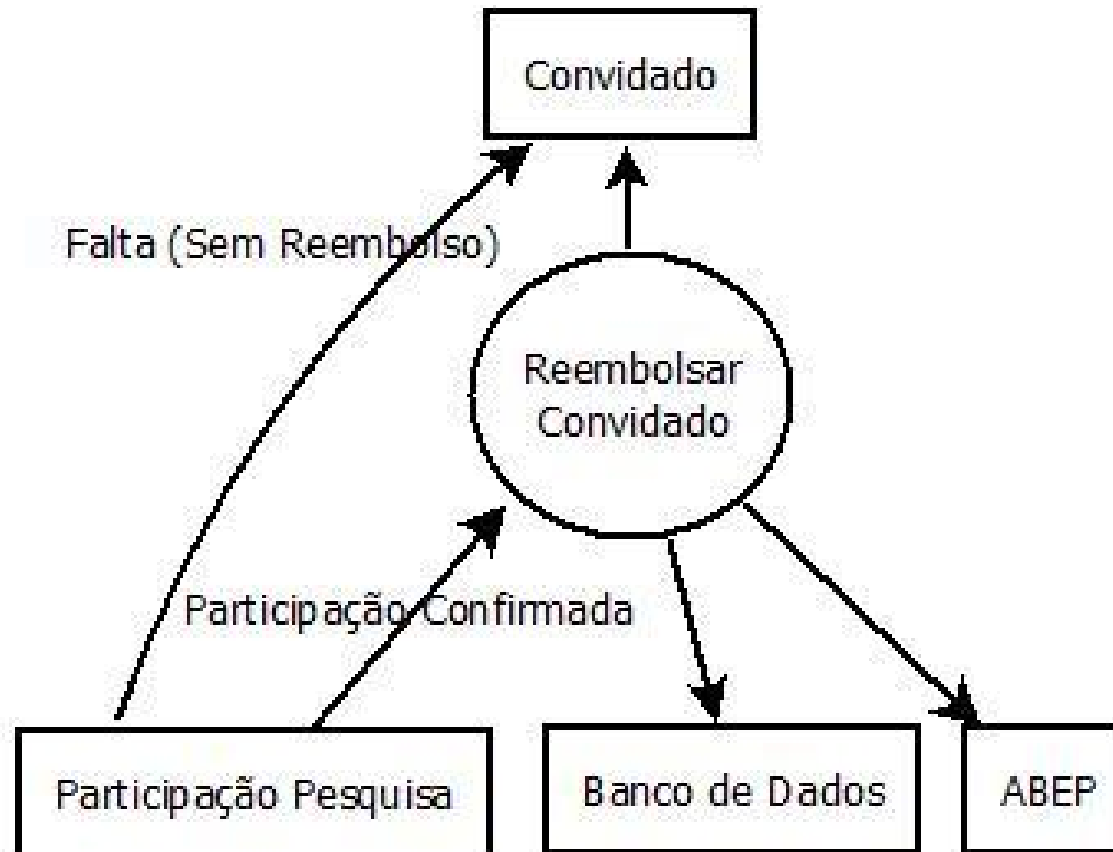 Convidado
Falta (Sem Reembolso)
Reembolsar
Convidado
Participação Confirmada
Participação Pesquisa
Banco de Dados
ABEP